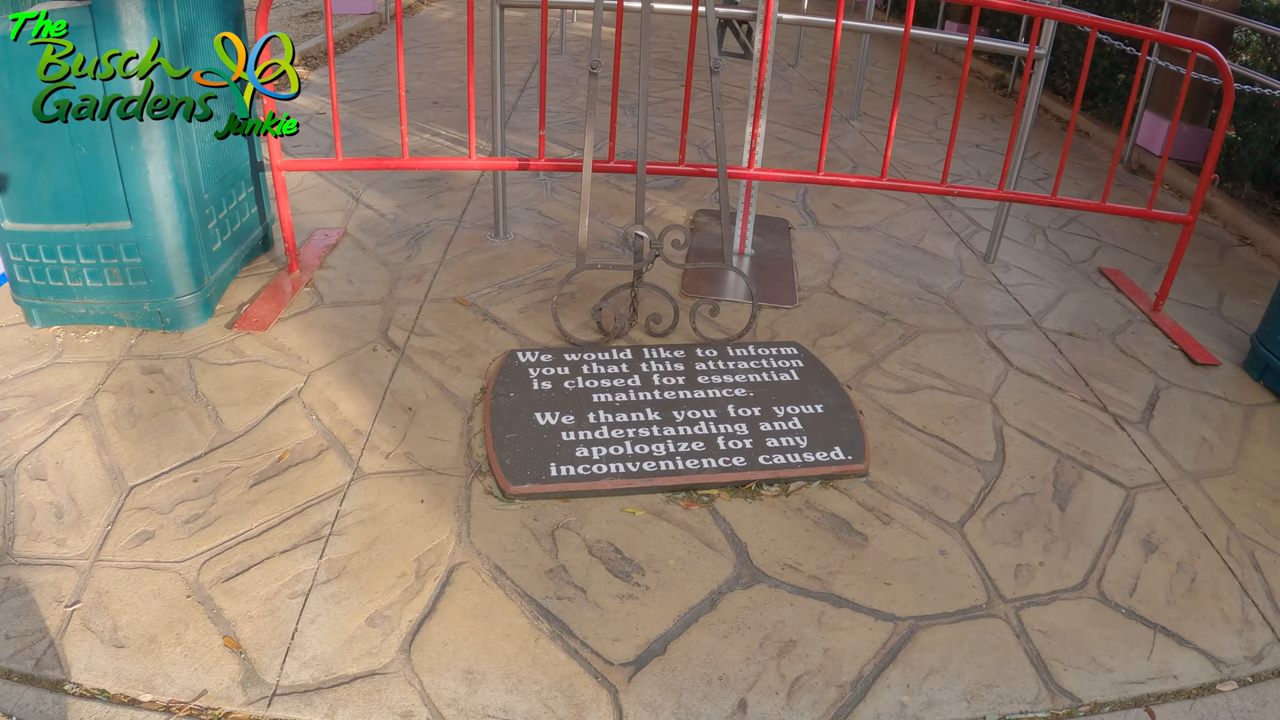 The
Busch
Gardens
Junkie
We would like to inform
you that this attraction
is closed for essential
maintenance.
We thank you for your
understanding and
apologize for any
inconvenience caused.